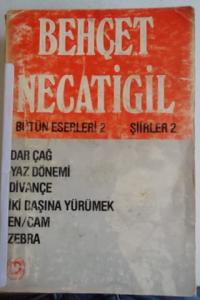 BEHÇET
NECATİGİL
BÜTÜN ESERLERİ 2 ŞİİRLER 2
DAR ÇAĞ
YAZ DÖNEMİ
DİVANÇE
İKİ BAŞINA YÜRÜMEK
EN/CAM
ZEBRA